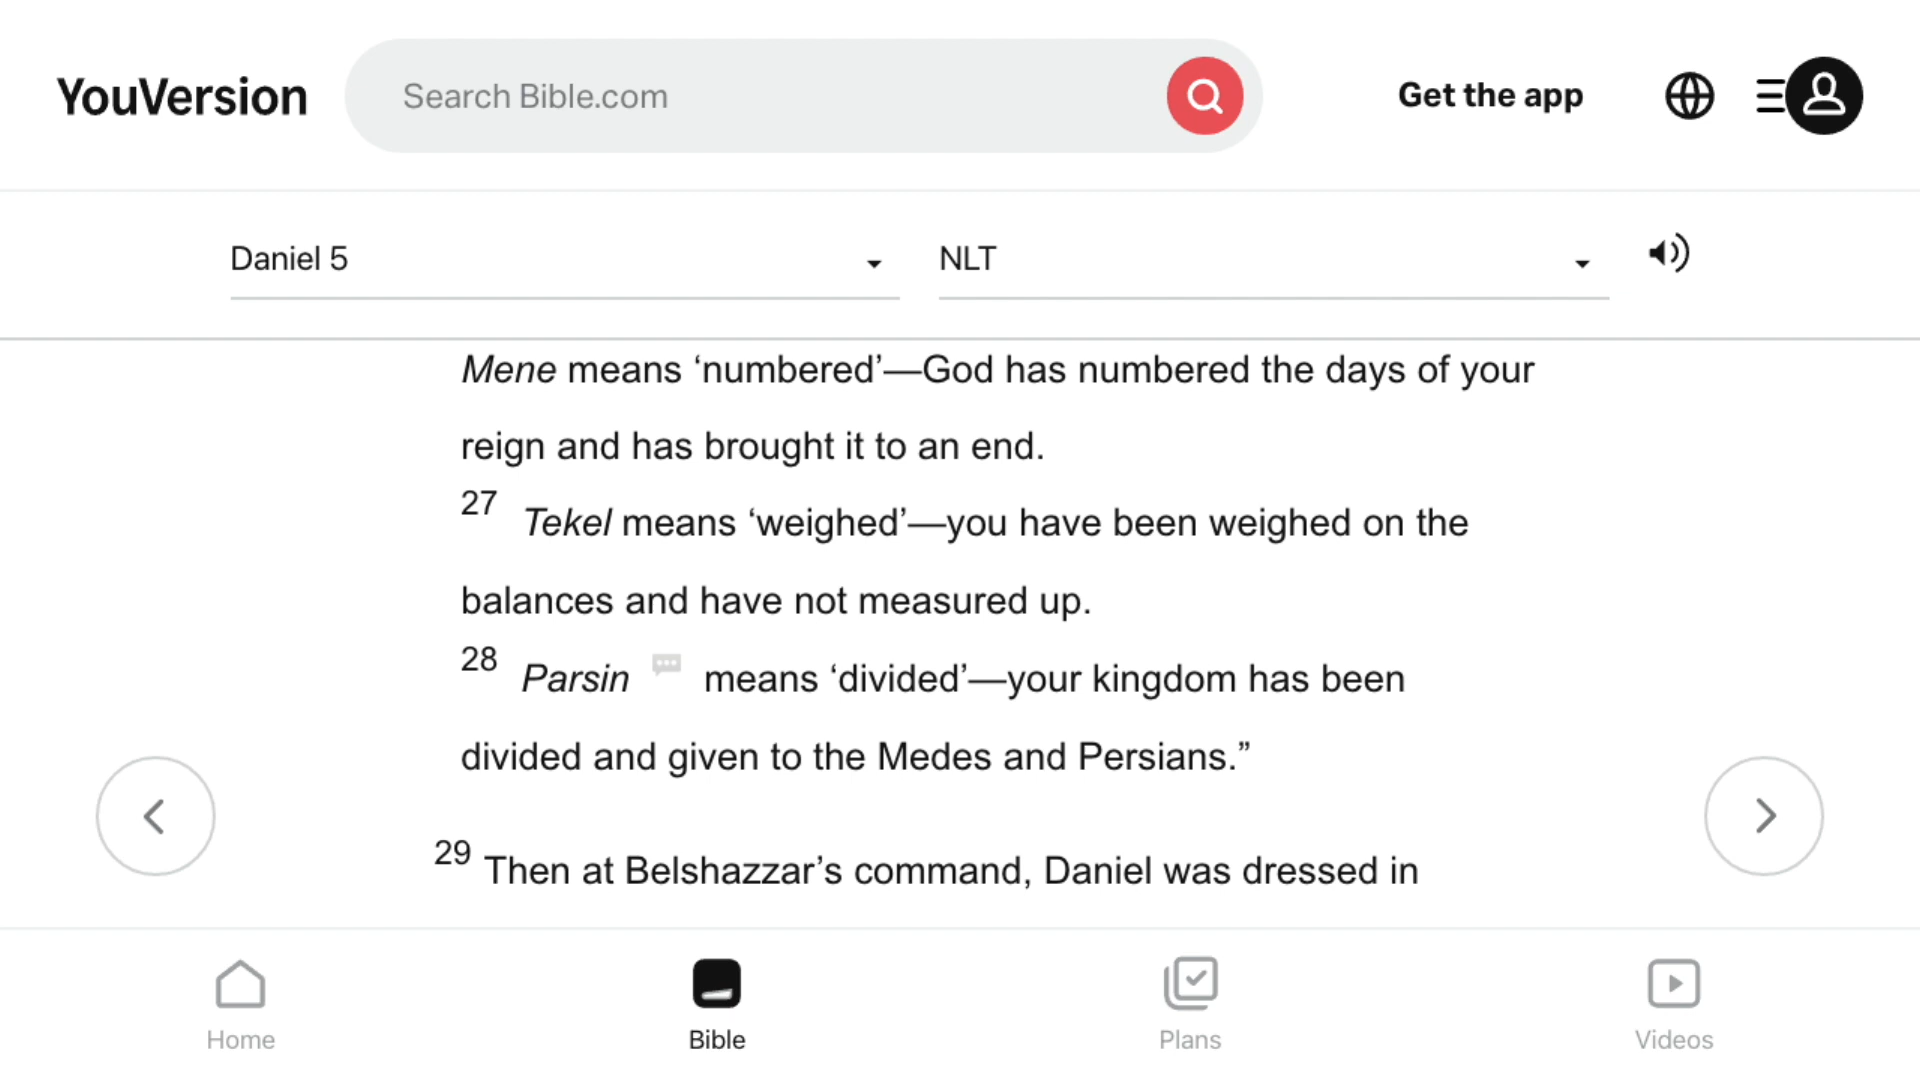 YouVersion
Search Bible.com
Get the app
Daniel 5
NLT
Mene means ‘numbered’—God has numbered the days of your
reign and has brought it to an end.
27 Tekel means ‘weighed’—you have been weighed on the
balances and have not measured up.
28 Parsin means ‘divided’—your kingdom has been
divided and given to the Medes and Persians.”
29 Then at Belshazzar’s command, Daniel was dressed in
Home
Bible
Plans
Videos